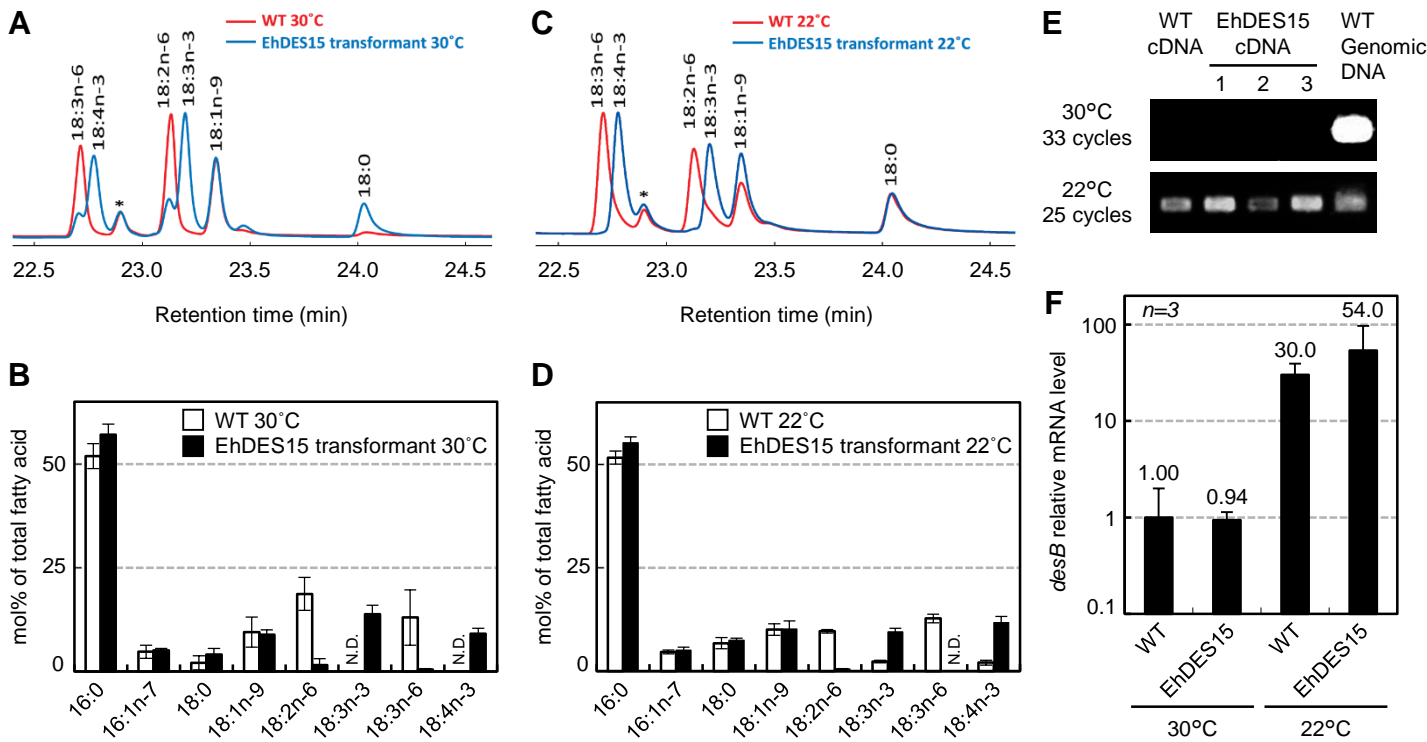 A
WT 30˚C
EhDES15 transformant 30˚C
18:3n-6
18:4n-3
*
18:2n-6
18:3n-3
18:1n-9
18:0
22.5 23.0 23.5 24.0 24.5
Retention time (min)
C
WT 22˚C
EhDES15 transformant 22˚C
18:3n-6
18:4n-3
*
18:2n-6
18:3n-3
18:1n-9
18:0
22.5 23.0 23.5 24.0 24.5
Retention time (min)
E
WT cDNA
EhDES15 cDNA
1 2 3
WT Genomic DNA
30°C
33 cycles
22°C
25 cycles
B
WT 30˚C
EhDES15 transformant 30˚C
mol% of total fatty acid
50
25
0
N.D.
N.D.
16:0 16:1n-7 18:0 18:1n-9 18:2n-6 18:3n-3 18:3n-6 18:4n-3
D
WT 22˚C
EhDES15 transformant 22˚C
mol% of total fatty acid
50
25
0
N.D.
16:0 16:1n-7 18:0 18:1n-9 18:2n-6 18:3n-3 18:3n-6 18:4n-3
F
n=3
desB relative mRNA level
100
10
1
0.1
1.00
0.94
30.0
54.0
WT EhDES15 WT EhDES15
30°C 22°C